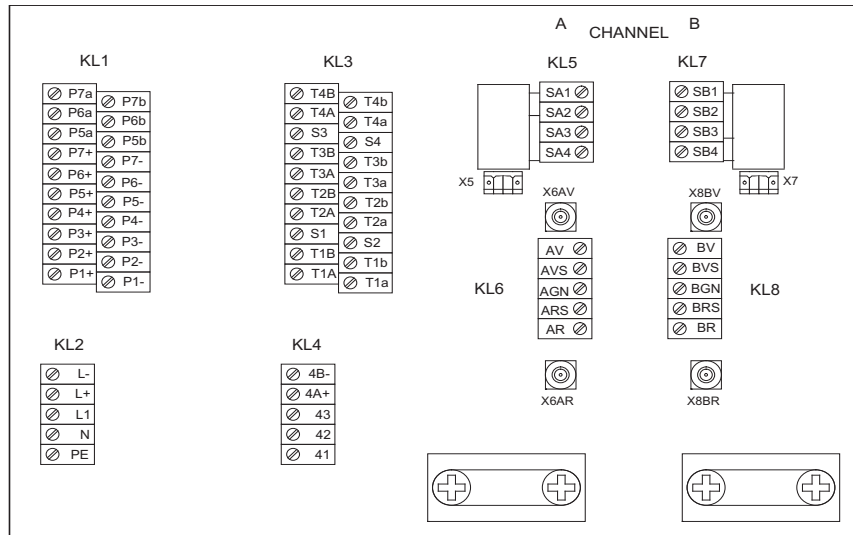 A B
CHANNEL
KL1
P7a
P6a
P5a
P7+
P6+
P5+
P4+
P3+
P2+
P1+
P7b
P6b
P5b
P7-
P6-
P5-
P4-
P3-
P2-
P1-
KL3
T4B
T4A
S3
T3B
T3A
T2B
T2A
S1
T1B
T1A
T4b
T4a
S4
T3b
T3a
T2b
T2a
S2
T1b
T1a
KL5
SA1
SA2
SA3
SA4
X5
KL7
SB1
SB2
SB3
SB4
X7
X6AV
X8BV
KL6
AV
AVS
AGN
ARS
AR
BV
BVS
BGN
BRS
BR
KL8
X6AR
X8BR
KL2
L-
L+
L1
N
PE
KL4
4B-
4A+
43
42
41